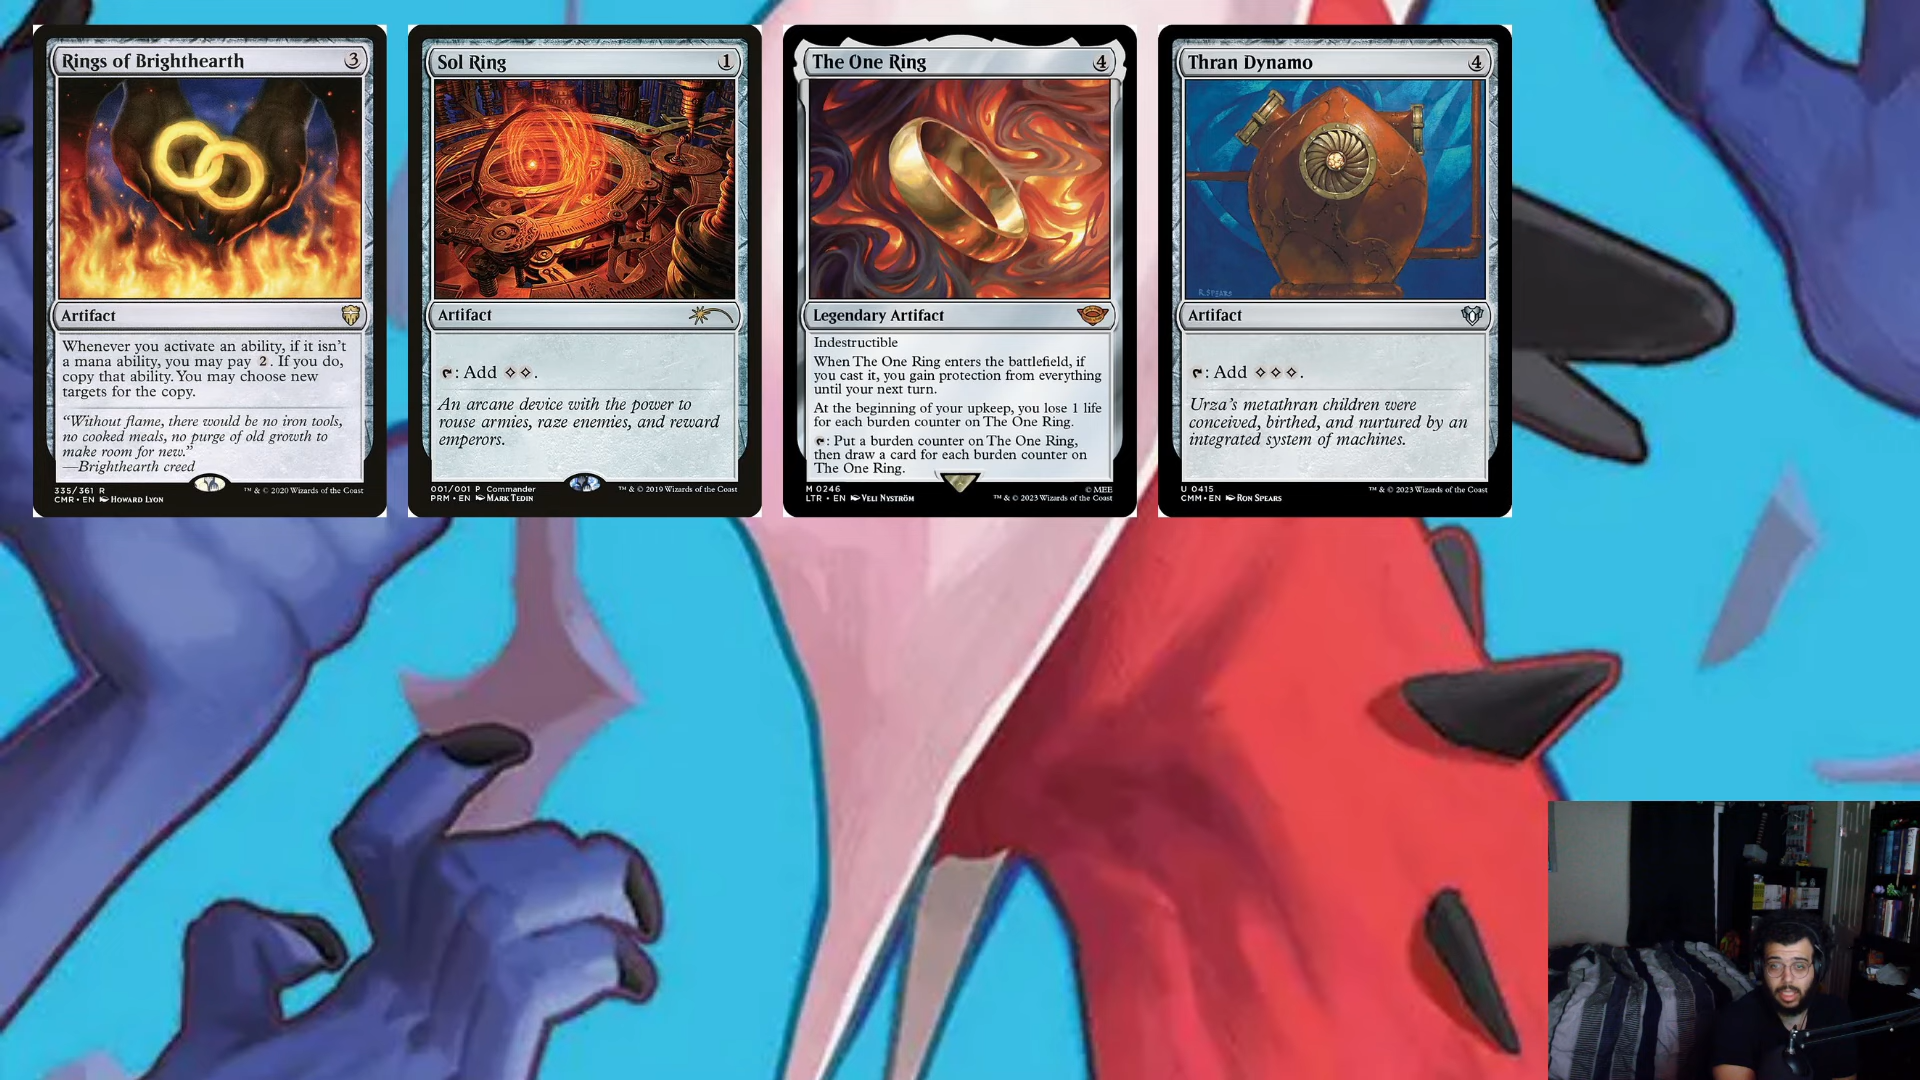 Rings of Brighthearth 3
Artifact
Whenever you activate an ability, if it isn't
a mana ability, you may pay 2. If you do,
copy that ability. You may choose new
targets for the copy.
"Without flame, there would be no iron tools,
no cooked meals, no purge of old growth to
make room for new."
—Brighthearth creed
335/361 R
CMR • EN Howard Lyon
™ & © 2020 Wizards of the Coast
Sol Ring 1
Artifact
: Add .
An arcane device with the power to
rouse armies, raze enemies, and reward
emperors.
001/001 P Commander
PRM • EN Mark Tedin
™ & © 2019 Wizards of the Coast
The One Ring 4
Legendary Artifact
Indestructible
When The One Ring enters the battlefield, if
you cast it, you gain protection from everything
until your next turn.
At the beginning of your upkeep, you lose 1 life
for each burden counter on The One Ring.
: Put a burden counter on The One Ring,
then draw a card for each burden counter on
The One Ring.
M 0246
LTR • EN Veli Nyström
© MEE
™ & © 2023 Wizards of the Coast
Thran Dynamo 4
R. SPEARS
Artifact
: Add .
Urza's metathran children were
conceived, birthed, and nurtured by an
integrated system of machines.
U 0415
CMM • EN Ron Spears
™ & © 2023 Wizards of the Coast